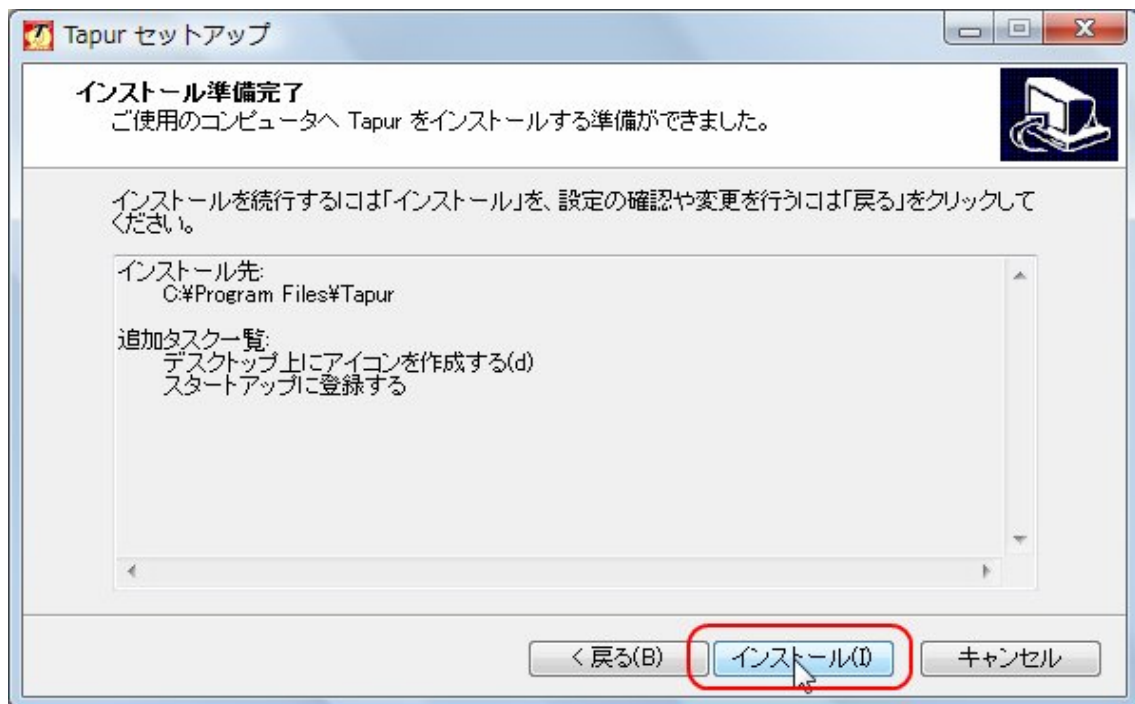 Tapur セットアップ
インストール準備完了
ご使用のコンピュータへ Tapur をインストールする準備ができました。
インストールを続行するには「インストール」を、設定の確認や変更を行うには「戻る」をクリックして
ください。
インストール先:
C:¥Program Files¥Tapur
追加タスク一覧:
デスクトップ上にアイコンを作成する(d)
スタートアップに登録する
< 戻る(B)
インストール(I)
キャンセル